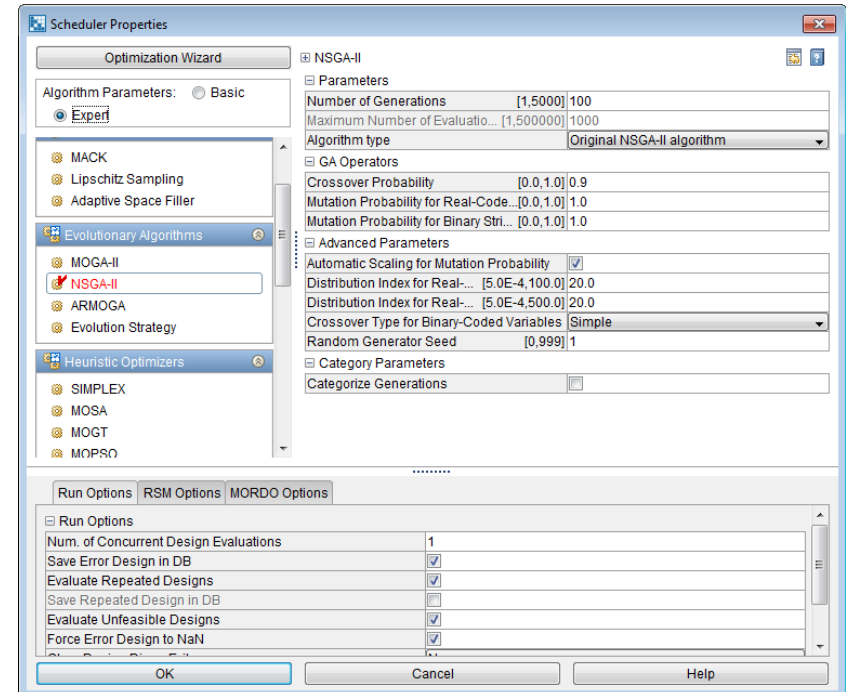 Scheduler Properties
Optimization Wizard
Algorithm Parameters: Basic
Expert
MACK
Lipschitz Sampling
Adaptive Space Filler
Evolutionary Algorithms
MOGA-II
NSGA-II
ARMOGA
Evolution Strategy
Heuristic Optimizers
SIMPLEX
MOSA
MOGT
MOPSO
NSGA-II
Parameters
Number of Generations [1,5000] 100
Maximum Number of Evaluatio... [1,500000] 1000
Algorithm type Original NSGA-II algorithm
GA Operators
Crossover Probability [0.0,1.0] 0.9
Mutation Probability for Real-Code...[0.0,1.0] 1.0
Mutation Probability for Binary Stri... [0.0,1.0] 1.0
Advanced Parameters
Automatic Scaling for Mutation Probability
Distribution Index for Real-... [5.0E-4,100.0] 20.0
Distribution Index for Real-... [5.0E-4,500.0] 20.0
Crossover Type for Binary-Coded Variables Simple
Random Generator Seed [0,999] 1
Category Parameters
Categorize Generations
Run Options RSM Options MORDO Options
Run Options
Num. of Concurrent Design Evaluations 1
Save Error Design in DB
Evaluate Repeated Designs
Save Repeated Design in DB
Evaluate Unfeasible Designs
Force Error Design to NaN
OK Cancel Help